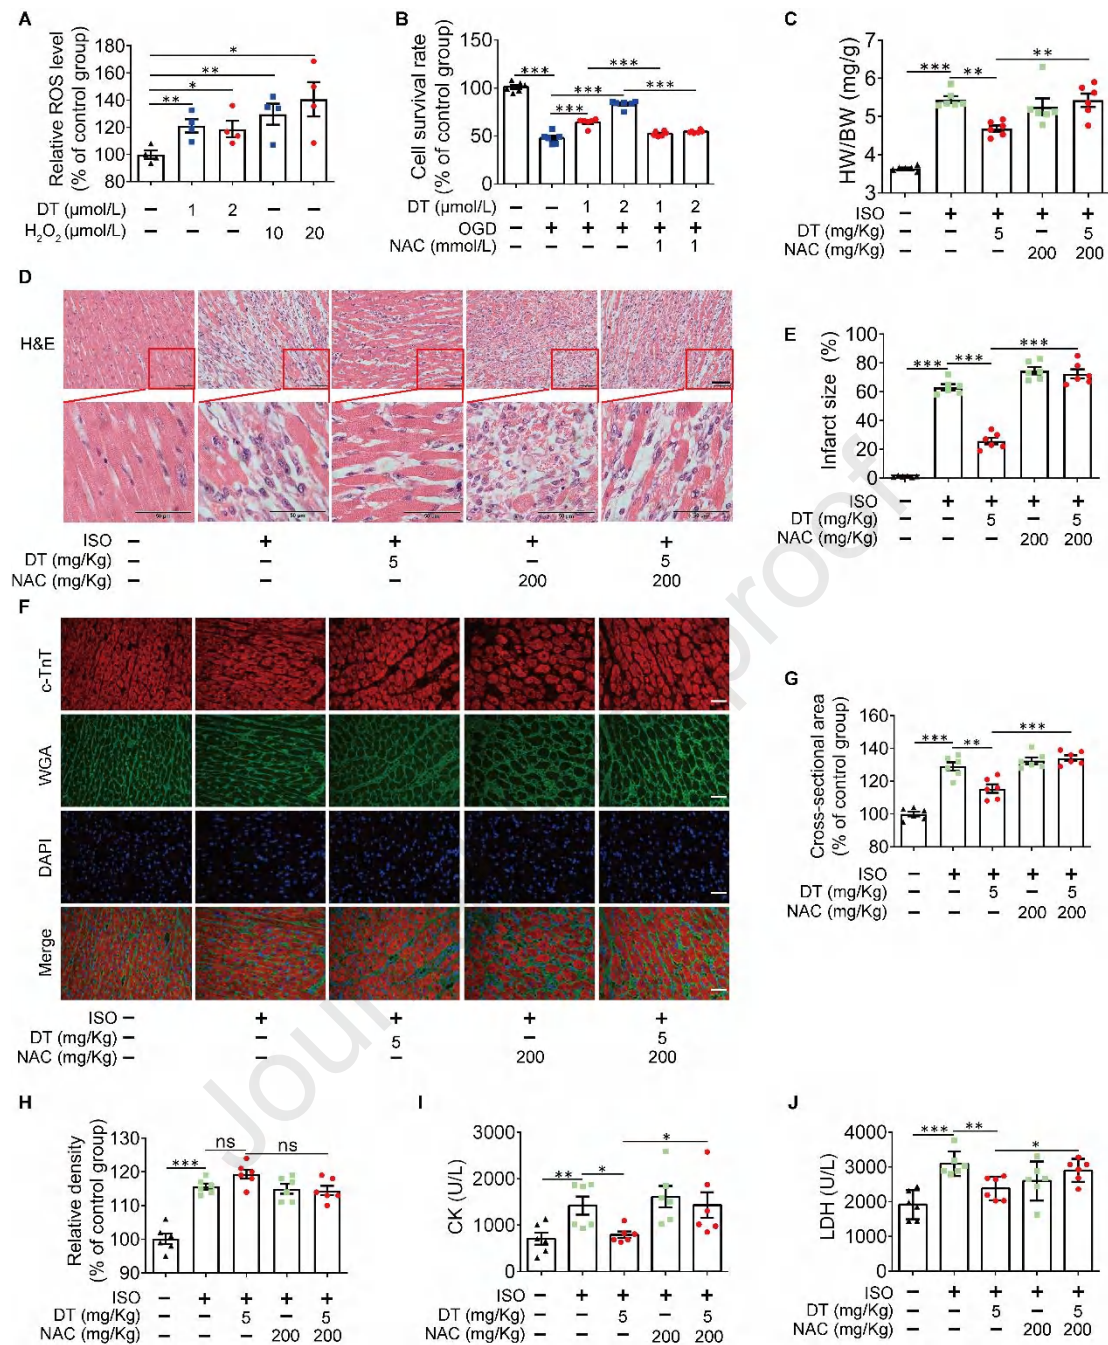 A
Relative ROS level
(% of control group)
180
160
140
120
100
80
**
*
**
*
DT (µmol/L) – 1 2 – –
H2O2 (µmol/L) – – – 10 20
B
Cell survival rate
(% of control group)
150
100
50
0
***
***
***
***
***
DT (µmol/L) – – 1 2 1 2
OGD – + + + + +
NAC (mmol/L) – – – – 1 1
C
HW/BW (mg/g)
7
6
5
4
3
***
**
**
ISO – + + + +
DT (mg/Kg) – – 5 – 5
NAC (mg/Kg) – – – 200 200
D
H&E
50 µm
ISO – + + + +
DT (mg/Kg) – – 5 – 5
NAC (mg/Kg) – – – 200 200
E
Infarct size (%)
100
80
60
40
20
0
***
***
***
ISO – + + + +
DT (mg/Kg) – – 5 – 5
NAC (mg/Kg) – – – 200 200
F
c-TnT
WGA
DAPI
Merge
ISO – + + + +
DT (mg/Kg) – – 5 – 5
NAC (mg/Kg) – – – 200 200
G
Cross-sectional area
(% of control group)
160
140
120
100
80
***
**
***
ISO – + + + +
DT (mg/Kg) – – 5 – 5
NAC (mg/Kg) – – – 200 200
H
Relative density
(% of control group)
130
120
110
100
90
***
ns
ns
ISO – + + + +
DT (mg/Kg) – – 5 – 5
NAC (mg/Kg) – – – 200 200
I
CK (U/L)
3000
2000
1000
0
**
*
*
ISO – + + + +
DT (mg/Kg) – – 5 – 5
NAC (mg/Kg) – – – 200 200
J
LDH (U/L)
4000
3000
2000
1000
0
***
**
*
ISO – + + + +
DT (mg/Kg) – – 5 – 5
NAC (mg/Kg) – – – 200 200